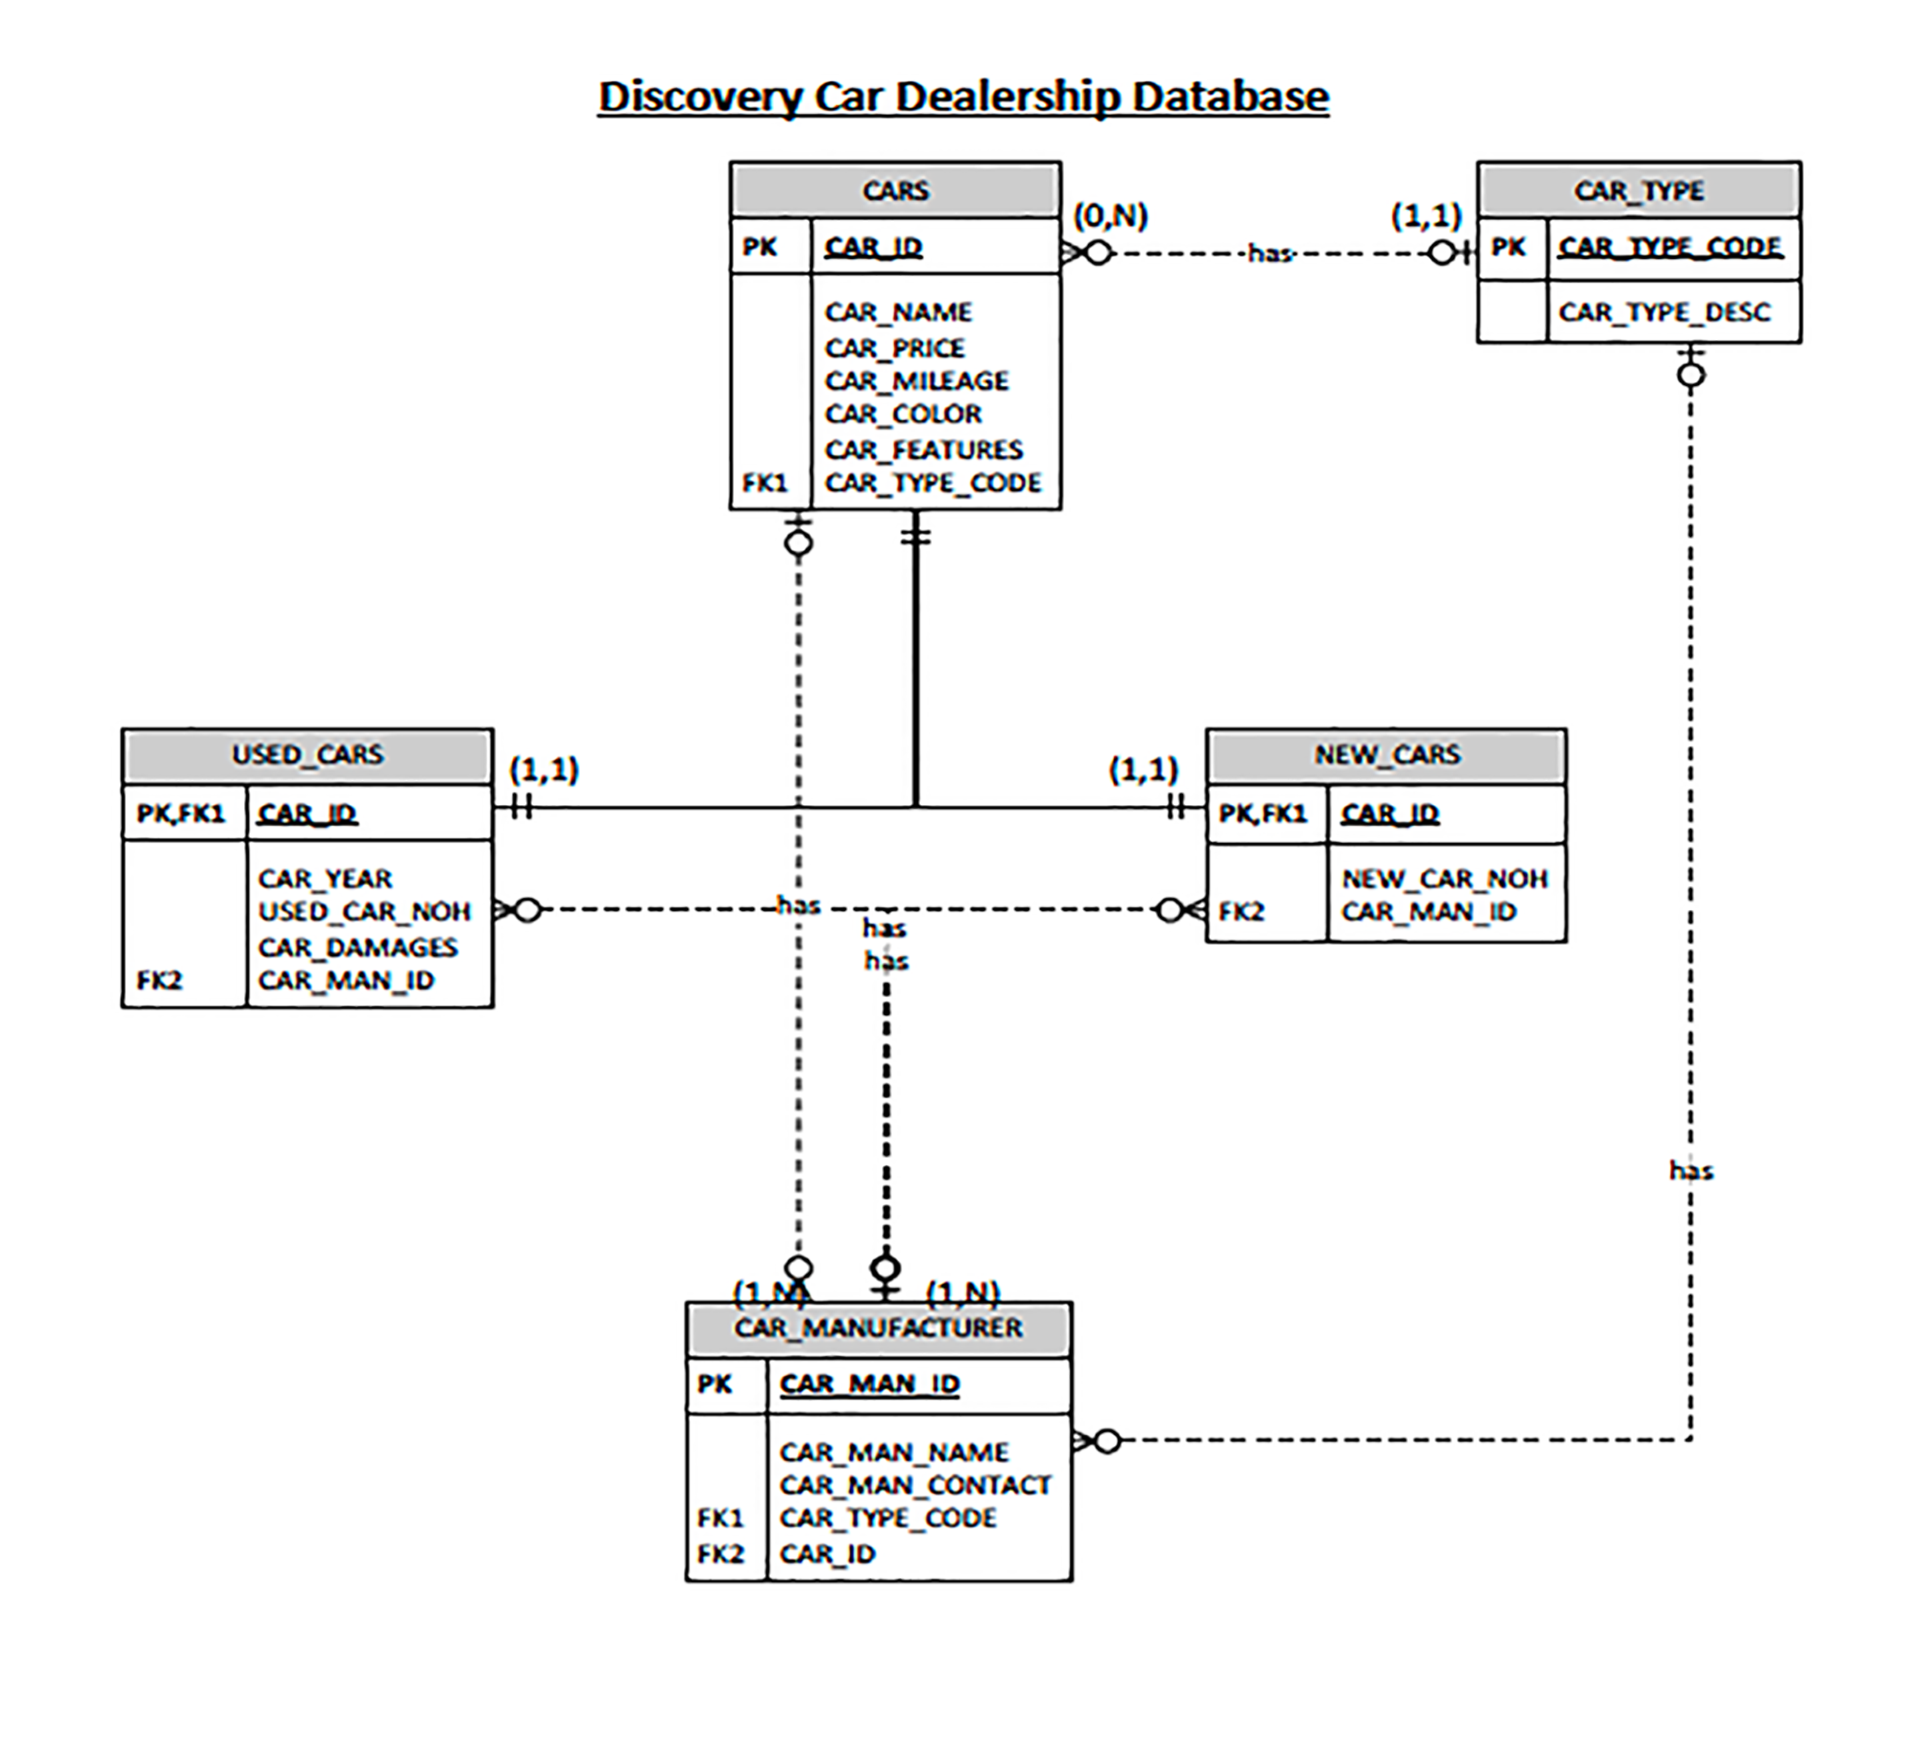 Discovery Car Dealership Database
CARS
PK CAR_ID
CAR_NAME
CAR_PRICE
CAR_MILEAGE
CAR_COLOR
CAR_FEATURES
FK1 CAR_TYPE_CODE
(0,N)
has
(1,1)
CAR_TYPE
PK CAR_TYPE_CODE
CAR_TYPE_DESC
USED_CARS
PK,FK1 CAR_ID
CAR_YEAR
USED_CAR_NOH
CAR_DAMAGES
FK2 CAR_MAN_ID
(1,1)
(1,1)
NEW_CARS
PK,FK1 CAR_ID
NEW_CAR_NOH
FK2 CAR_MAN_ID
has
has
has
has
(1,N)
(1,N)
CAR_MANUFACTURER
PK CAR_MAN_ID
CAR_MAN_NAME
CAR_MAN_CONTACT
FK1 CAR_TYPE_CODE
FK2 CAR_ID